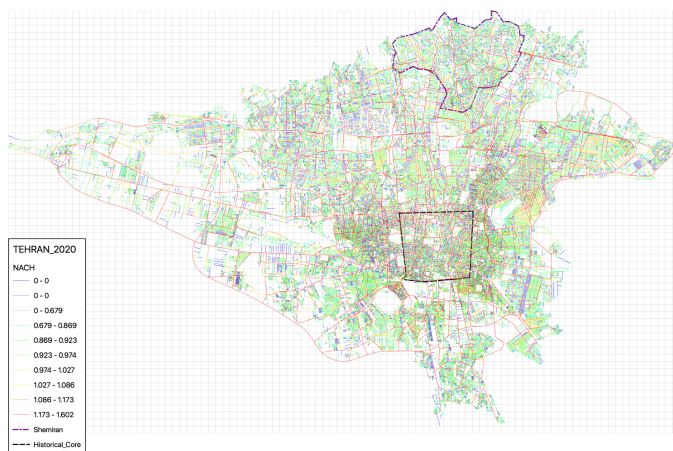 TEHRAN_2020
NACH
0 - 0
0 - 0
0 - 0.679
0.679 - 0.869
0.869 - 0.923
0.923 - 0.974
0.974 - 1.027
1.027 - 1.086
1.086 - 1.173
1.173 - 1.602
Shemiran
Historical_Core